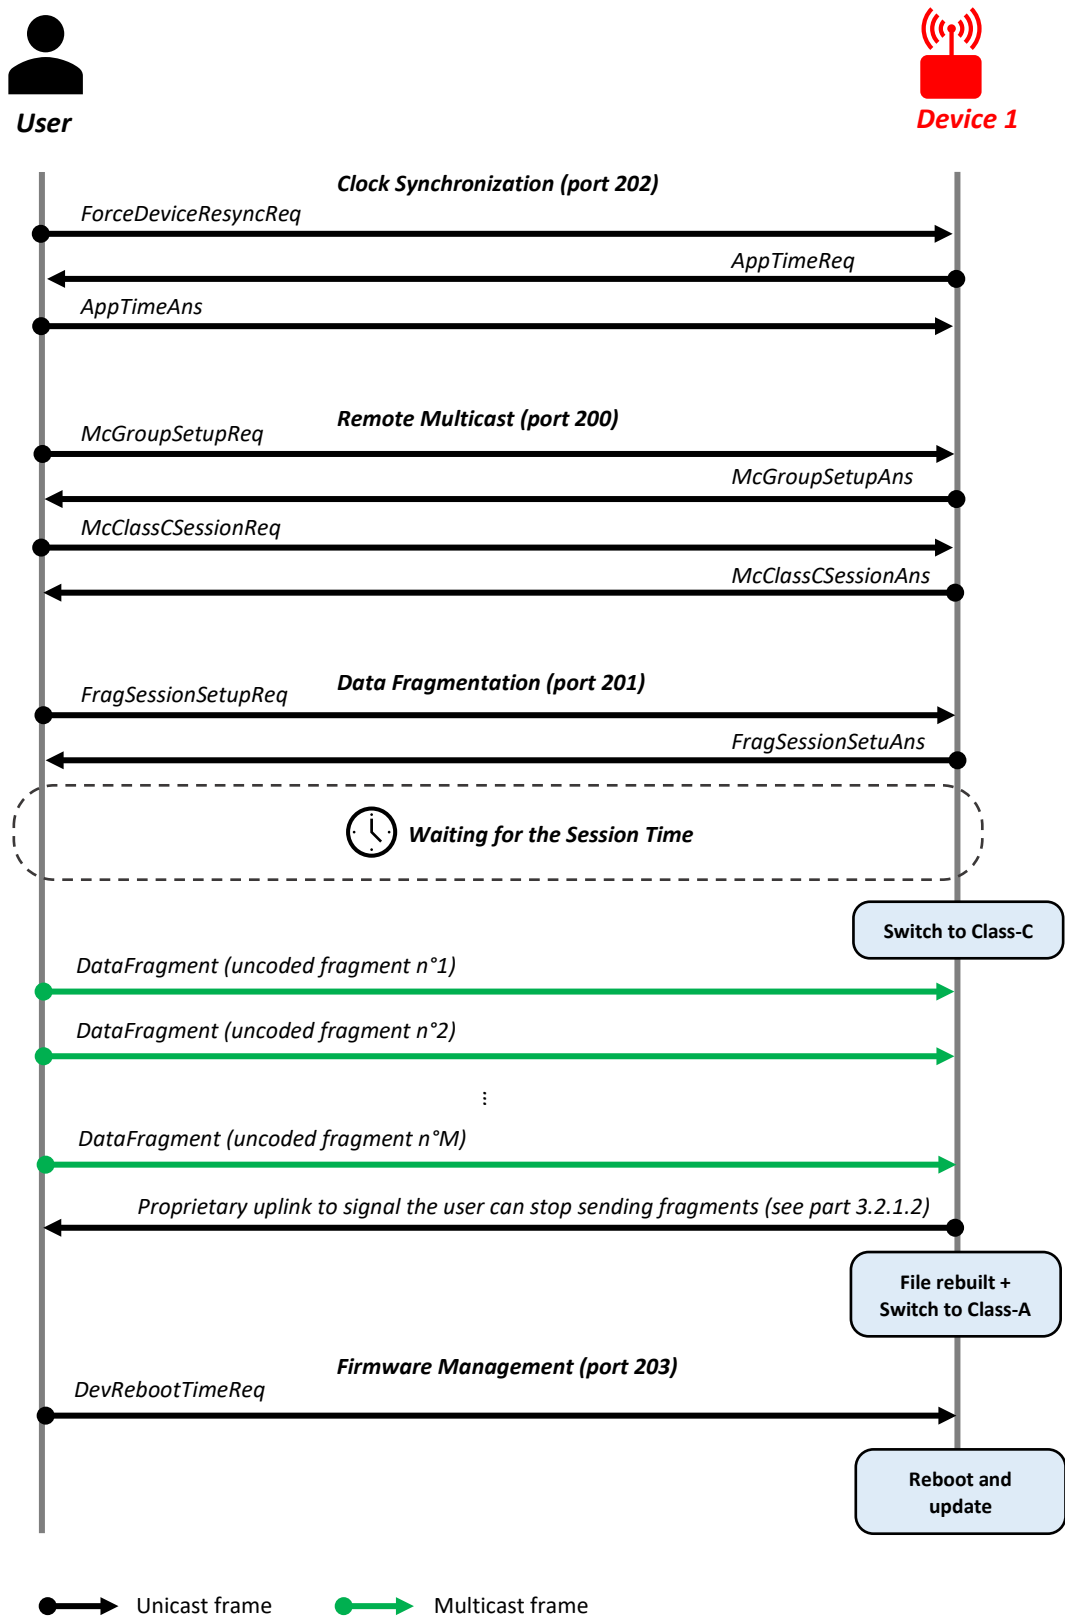 User
Device 1
Clock Synchronization (port 202)
ForceDeviceResyncReq
AppTimeReq
AppTimeAns
Remote Multicast (port 200)
McGroupSetupReq
McGroupSetupAns
McClassCSessionReq
McClassCSessionAns
Data Fragmentation (port 201)
FragSessionSetupReq
FragSessionSetuAns
Waiting for the Session Time
Switch to Class-C
DataFragment (uncoded fragment n°1)
DataFragment (uncoded fragment n°2)
...
DataFragment (uncoded fragment n°M)
Proprietary uplink to signal the user can stop sending fragments (see part 3.2.1.2)
File rebuilt +
Switch to Class-A
Firmware Management (port 203)
DevRebootTimeReq
Reboot and
update
Unicast frame
Multicast frame